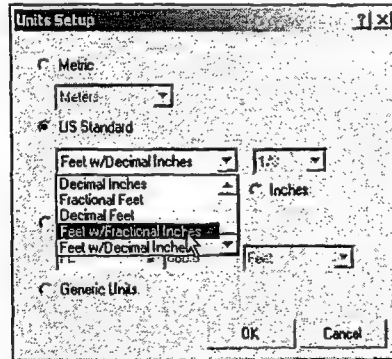 Units Setup ? X
Metric
Meters
US Standard
Feet w/Decimal Inches 1/8
Decimal Inches Inches
Fractional Feet
Decimal Feet
Feet w/Fractional Inches
Feet w/Decimal Inches
Feet
Generic Units
OK Cancel